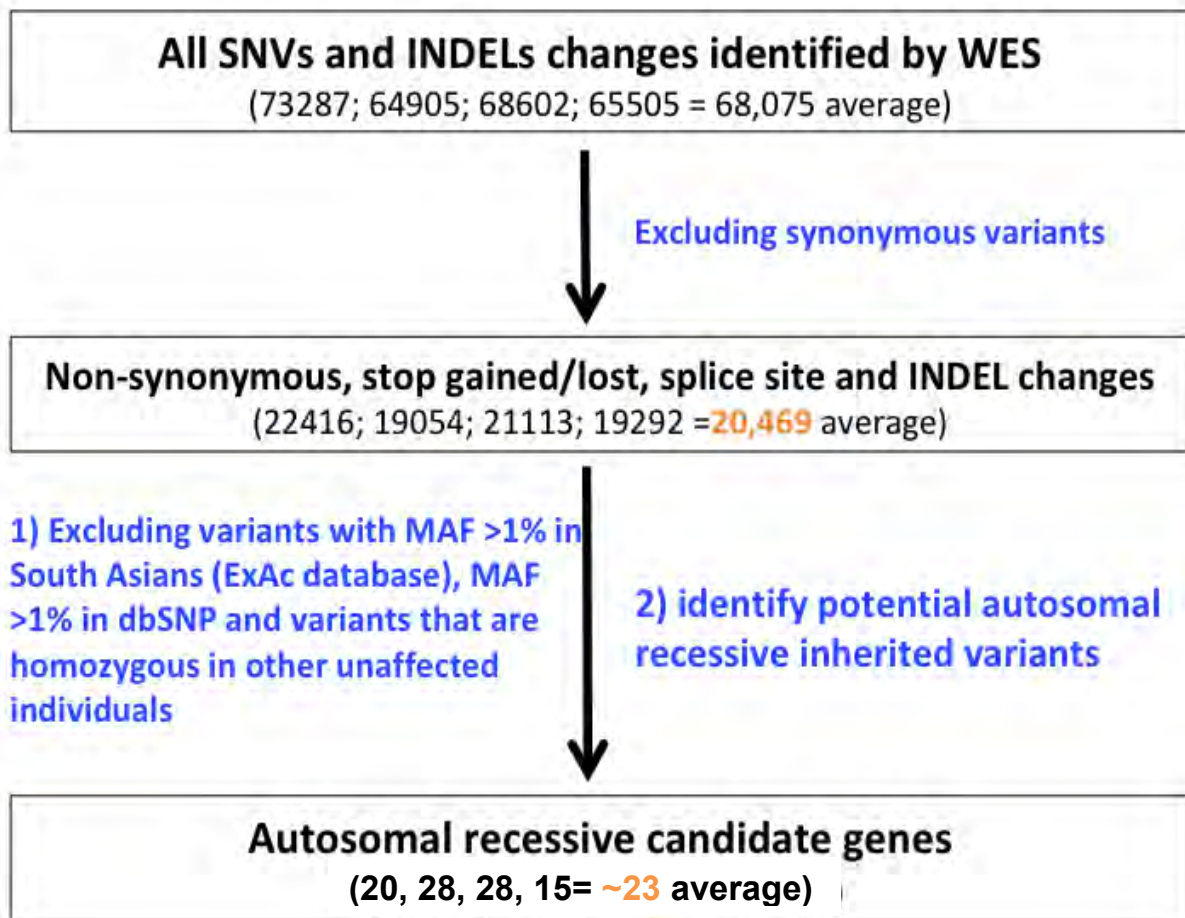 All SNVs and INDELs changes identified by WES
(73287; 64905; 68602; 65505 = 68,075 average)
Excluding synonymous variants
Non-synonymous, stop gained/lost, splice site and INDEL changes
(22416; 19054; 21113; 19292 =20,469 average)
1) Excluding variants with MAF >1% in
South Asians (ExAc database), MAF
>1% in dbSNP and variants that are
homozygous in other unaffected
individuals
2) identify potential autosomal
recessive inherited variants
Autosomal recessive candidate genes
(20, 28, 28, 15= ~23 average)